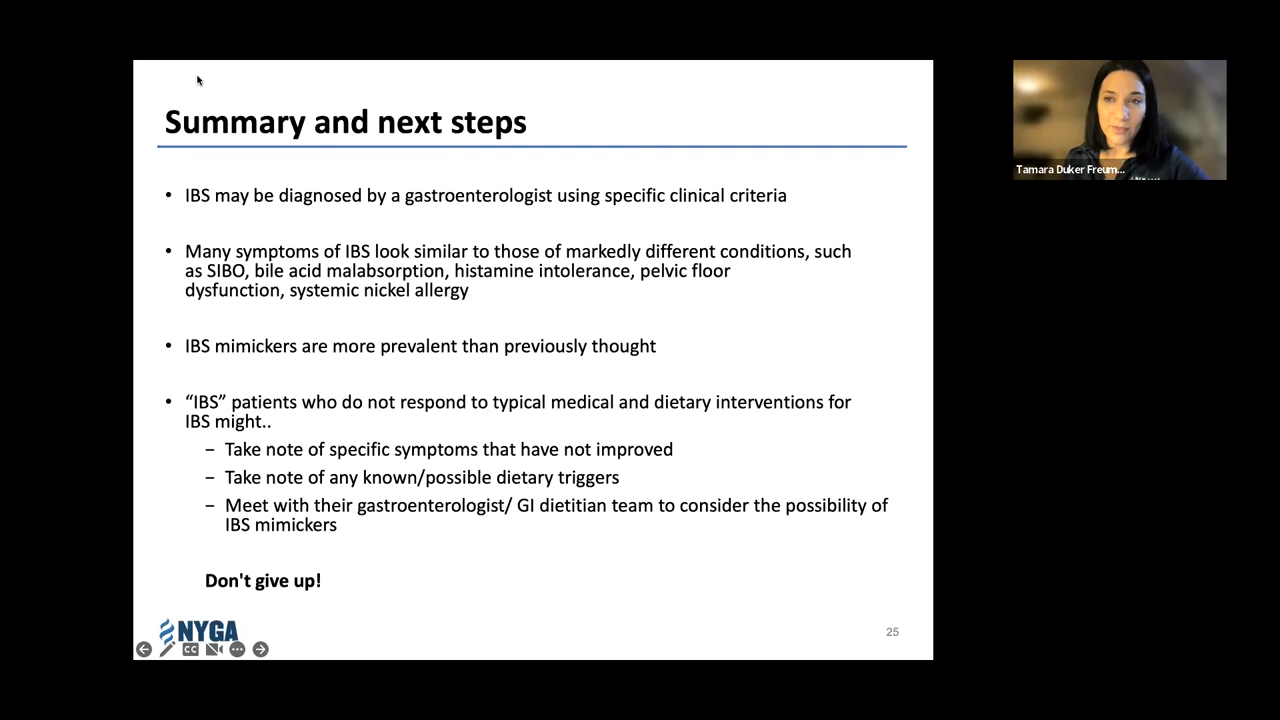 Summary and next steps
• IBS may be diagnosed by a gastroenterologist using specific clinical criteria
• Many symptoms of IBS look similar to those of markedly different conditions, such
as SIBO, bile acid malabsorption, histamine intolerance, pelvic floor
dysfunction, systemic nickel allergy
• IBS mimickers are more prevalent than previously thought
• “IBS” patients who do not respond to typical medical and dietary interventions for
IBS might..
− Take note of specific symptoms that have not improved
− Take note of any known/possible dietary triggers
− Meet with their gastroenterologist/ GI dietitian team to consider the possibility of
IBS mimickers
Don't give up!
NYGA
CC
25
Tamara Duker Freum...